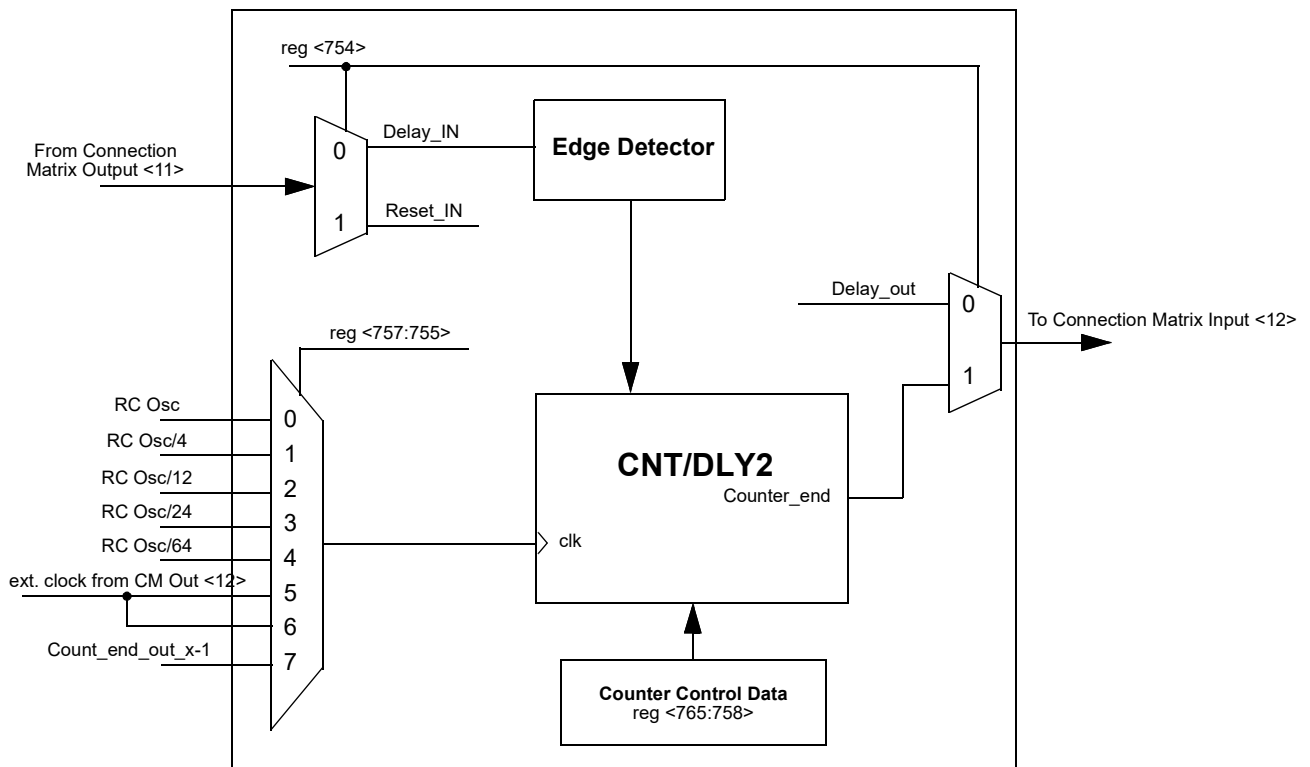 reg <754>
From Connection
Matrix Output <11>
0
1
Delay_IN
Reset_IN
Edge Detector
Delay_out
0
1
To Connection Matrix Input <12>
reg <757:755>
RC Osc
RC Osc/4
RC Osc/12
RC Osc/24
RC Osc/64
ext. clock from CM Out <12>
Count_end_out_x-1
0
1
2
3
4
5
6
7
CNT/DLY2
Counter_end
clk
Counter Control Data
reg <765:758>